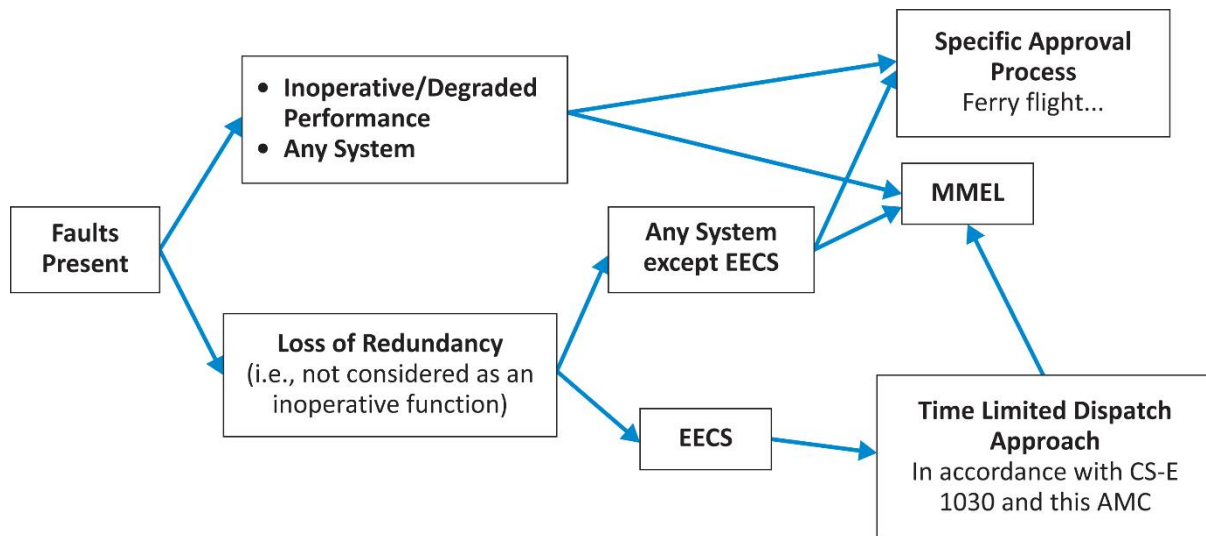 Faults
Present
• Inoperative/Degraded
Performance
• Any System
Loss of Redundancy
(i.e., not considered as an
inoperative function)
Any System
except EECS
EECS
Specific Approval
Process
Ferry flight...
MMEL
Time Limited Dispatch
Approach
In accordance with CS-E
1030 and this AMC